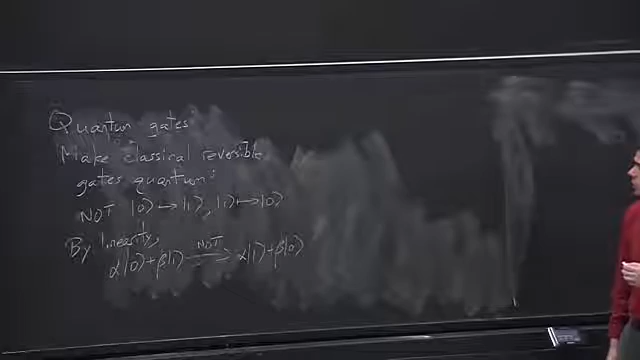 Quantum gates
Make classical reversible
gates quantum:
NOT |0⟩ ↦ |1⟩, |1⟩ ↦ |0⟩
By linearity,
α|0⟩+β|1⟩ —NOT→ α|1⟩+β|0⟩